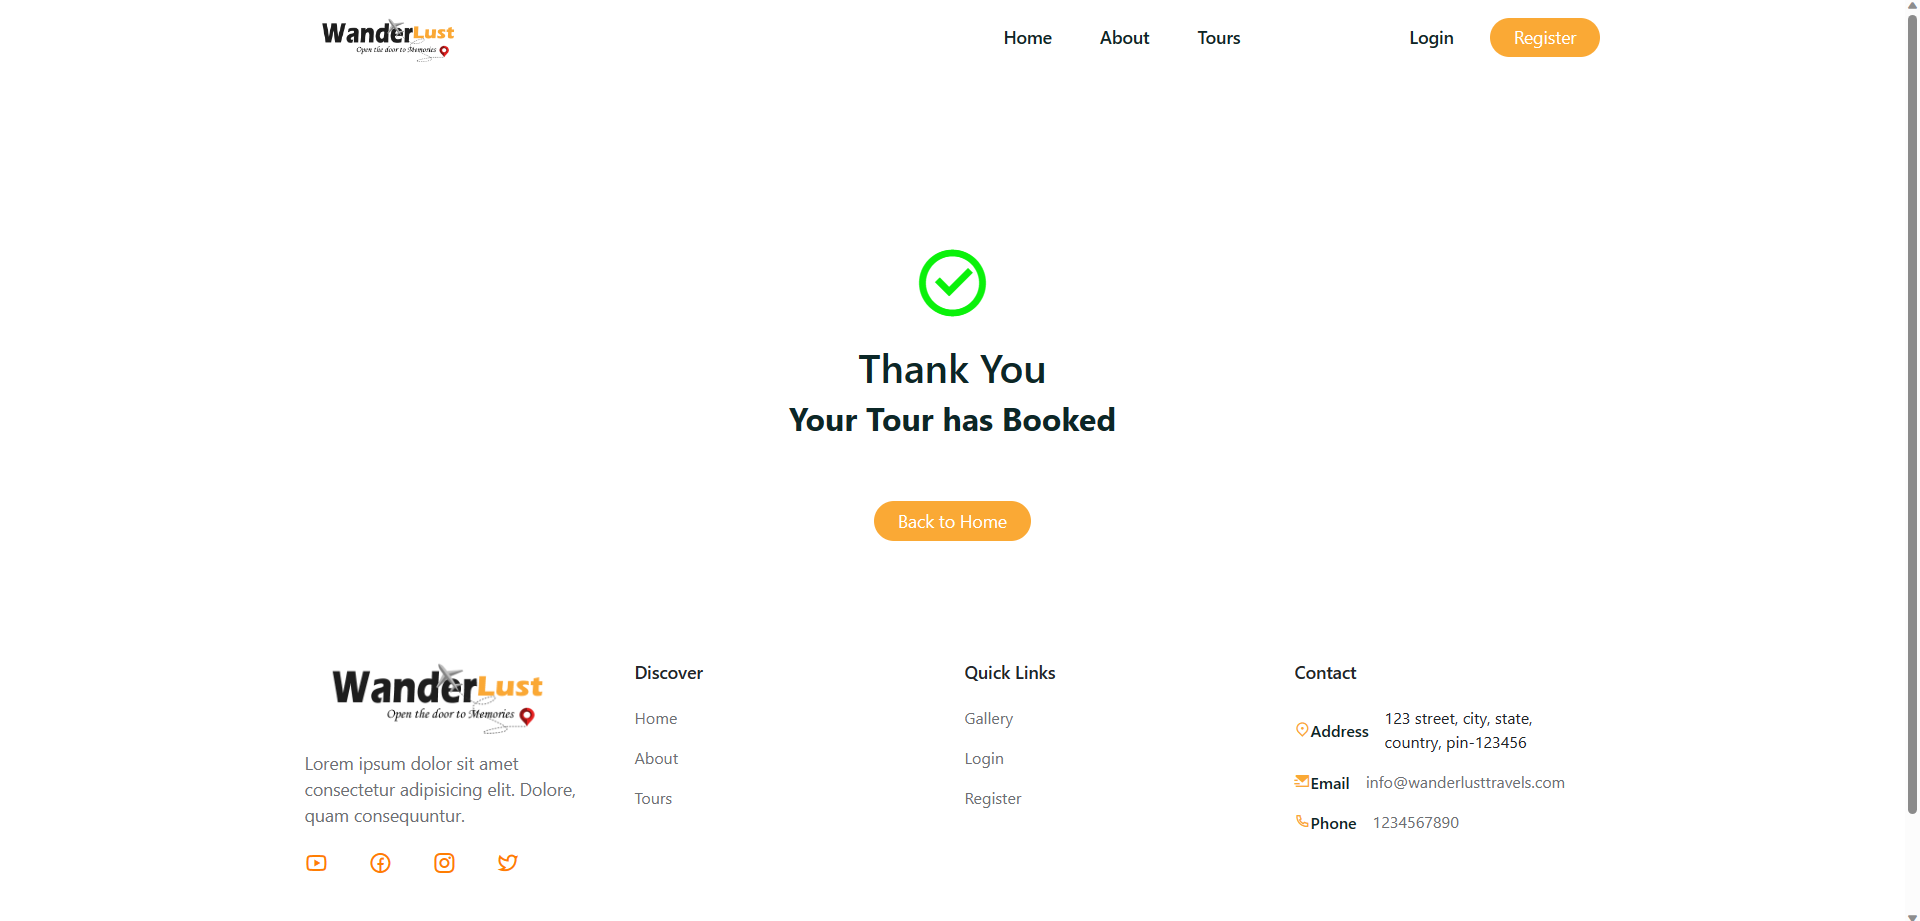 WanderLust
Open the door to Memories
Home About Tours Login Register
Thank You
Your Tour has Booked
Back to Home
WanderLust
Open the door to Memories
Lorem ipsum dolor sit amet
consectetur adipisicing elit. Dolore,
quam consequuntur.
Discover
Home
About
Tours
Quick Links
Gallery
Login
Register
Contact
Address 123 street, city, state,
country, pin-123456
Email info@wanderlusttravels.com
Phone 1234567890